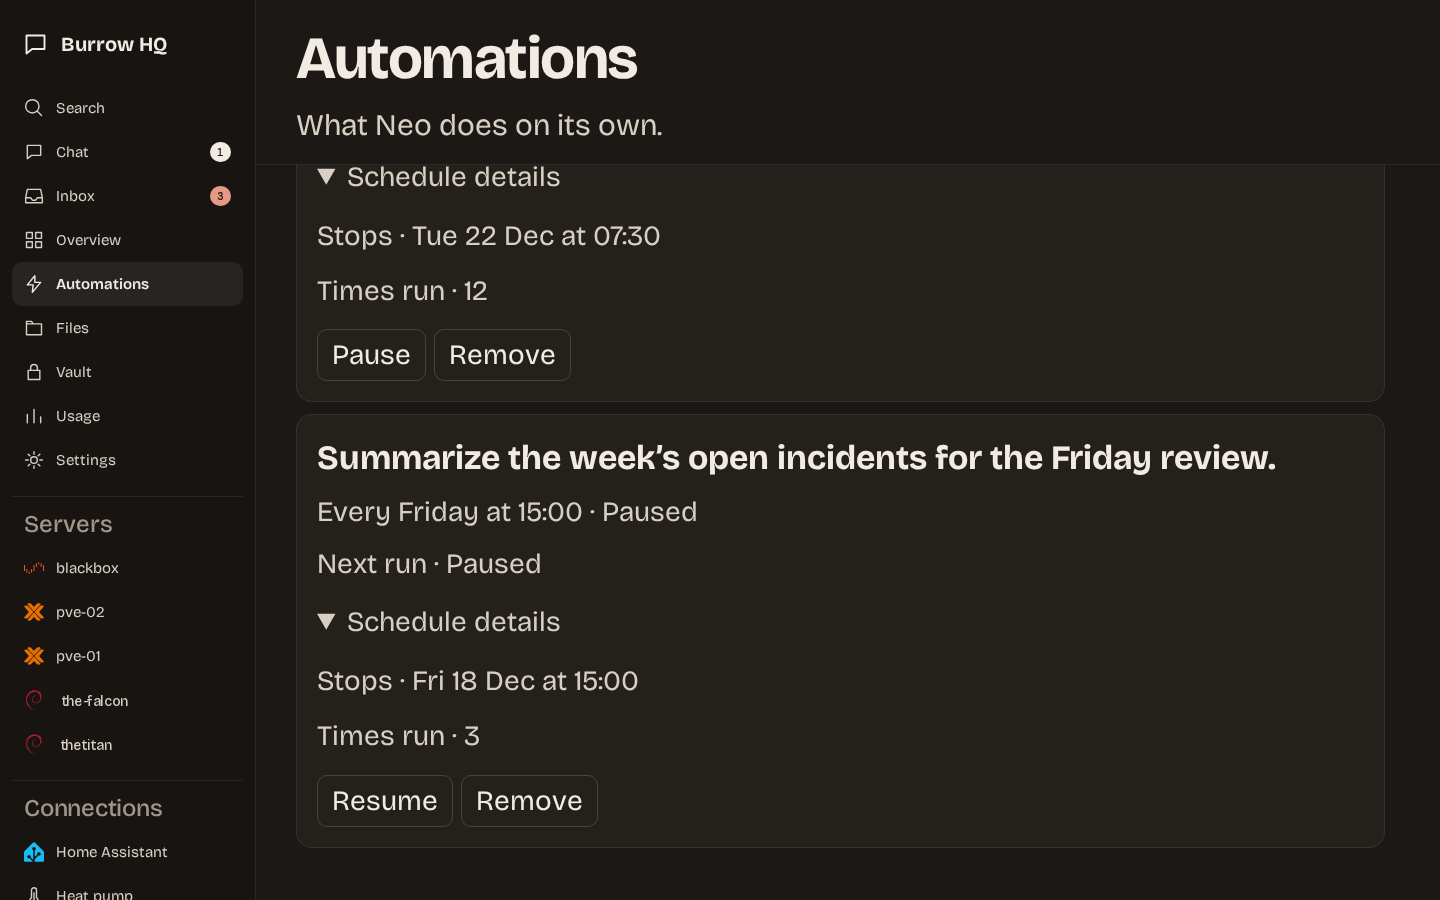 Burrow HQ
Search
Chat 1
Inbox 3
Overview
Automations
Files
Vault
Usage
Settings
Servers
blackbox
pve-02
pve-01
the-falcon
thetitan
Connections
Home Assistant
Heat pump
Automations
What Neo does on its own.
▼ Schedule details
Stops · Tue 22 Dec at 07:30
Times run · 12
Pause Remove
Summarize the week’s open incidents for the Friday review.
Every Friday at 15:00 · Paused
Next run · Paused
▼ Schedule details
Stops · Fri 18 Dec at 15:00
Times run · 3
Resume Remove